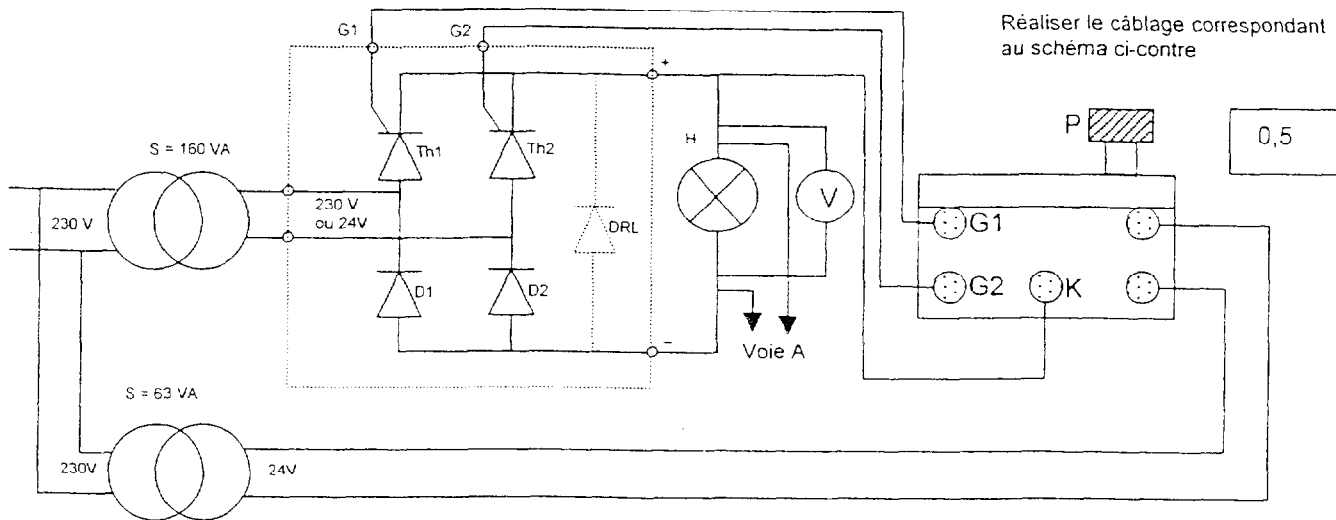 G1
G2
Réaliser le câblage correspondant
au schéma ci-contre
+
P
0,5
H
Th1
Th2
S = 160 VA
230 V
230 V
ou 24V
V
G1
DRL
D1
D2
G2
K
–
Voie A
S = 63 VA
230V
24V